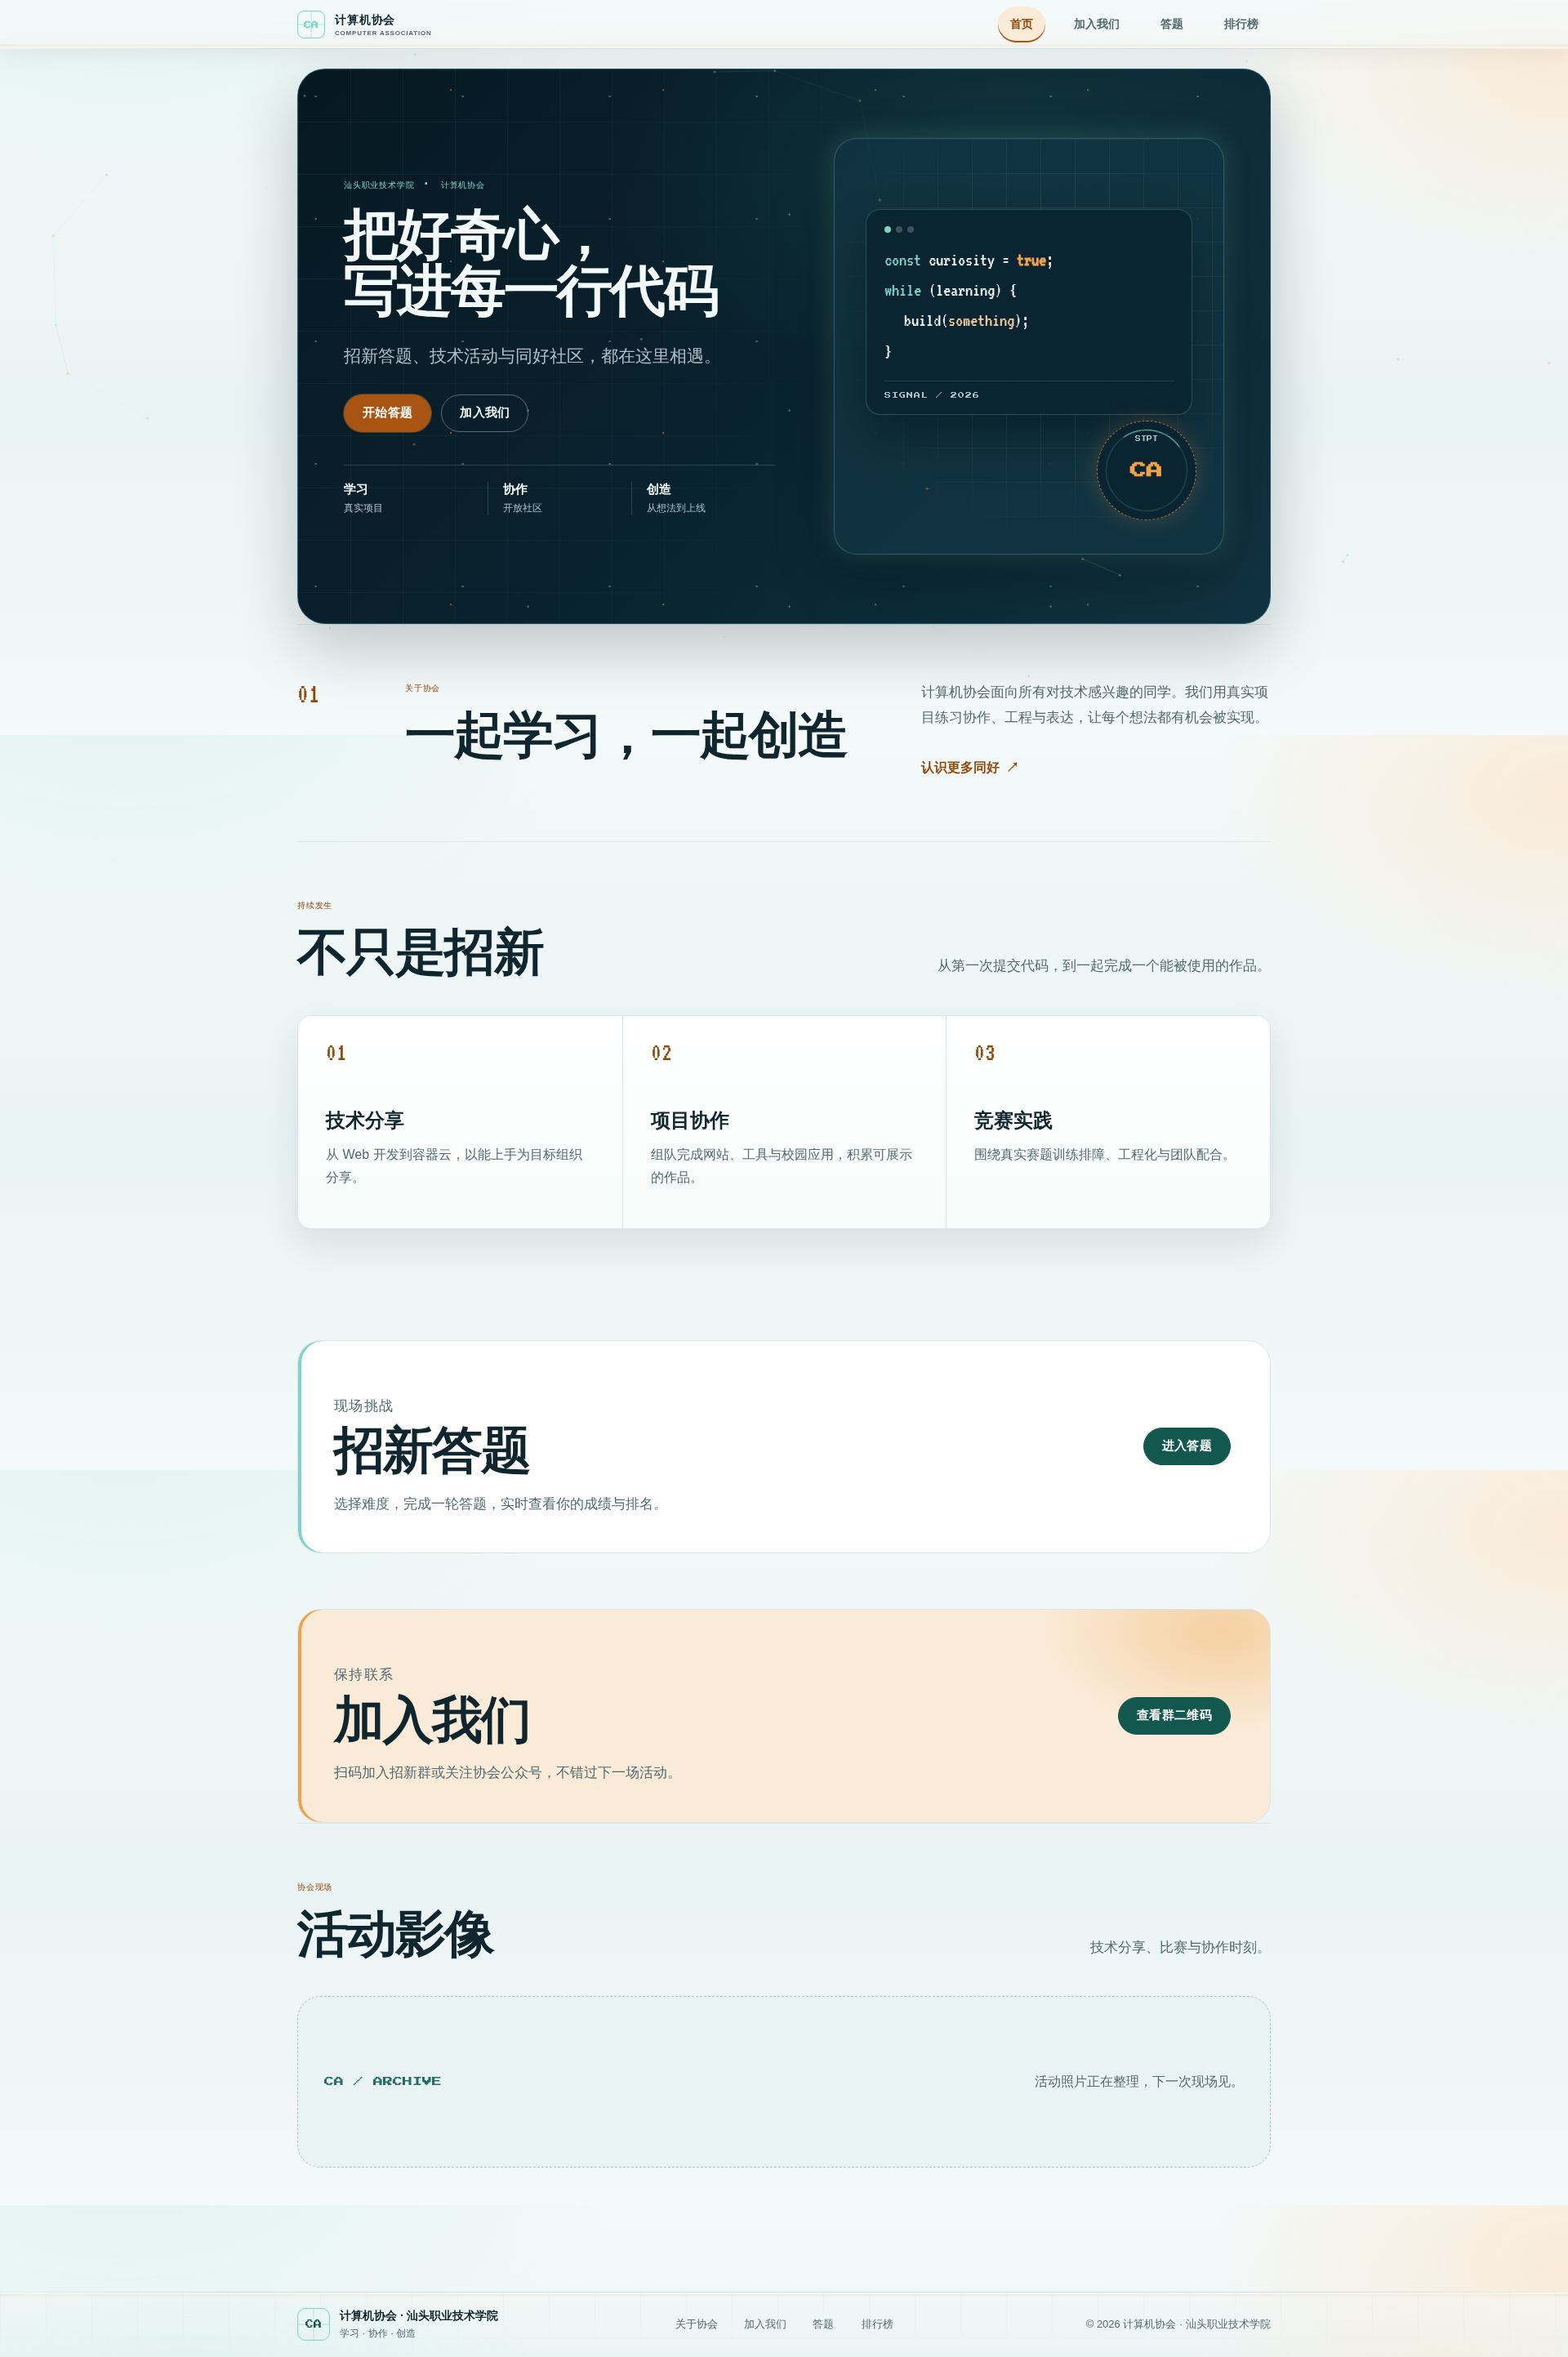 CA
计算机协会
COMPUTER ASSOCIATION
首页
加入我们
答题
排行榜
汕头职业技术学院 • 计算机协会
把好奇心，
写进每一行代码
招新答题、技术活动与同好社区，都在这里相遇。
开始答题
加入我们
学习
真实项目
协作
开放社区
创造
从想法到上线
const curiosity = true;
while (learning) {
build(something);
}
SIGNAL / 2026
STPT
CA
01
关于协会
一起学习，一起创造
计算机协会面向所有对技术感兴趣的同学。我们用真实项
目练习协作、工程与表达，让每个想法都有机会被实现。
认识更多同好 ↗
持续发生
不只是招新
从第一次提交代码，到一起完成一个能被使用的作品。
01
技术分享
从 Web 开发到容器云，以能上手为目标组织
分享。
02
项目协作
组队完成网站、工具与校园应用，积累可展示
的作品。
03
竞赛实践
围绕真实赛题训练排障、工程化与团队配合。
现场挑战
招新答题
选择难度，完成一轮答题，实时查看你的成绩与排名。
进入答题
保持联系
加入我们
扫码加入招新群或关注协会公众号，不错过下一场活动。
查看群二维码
协会现场
活动影像
技术分享、比赛与协作时刻。
CA / ARCHIVE
活动照片正在整理，下一次现场见。
CA
计算机协会 · 汕头职业技术学院
学习 · 协作 · 创造
关于协会
加入我们
答题
排行榜
© 2026 计算机协会 · 汕头职业技术学院